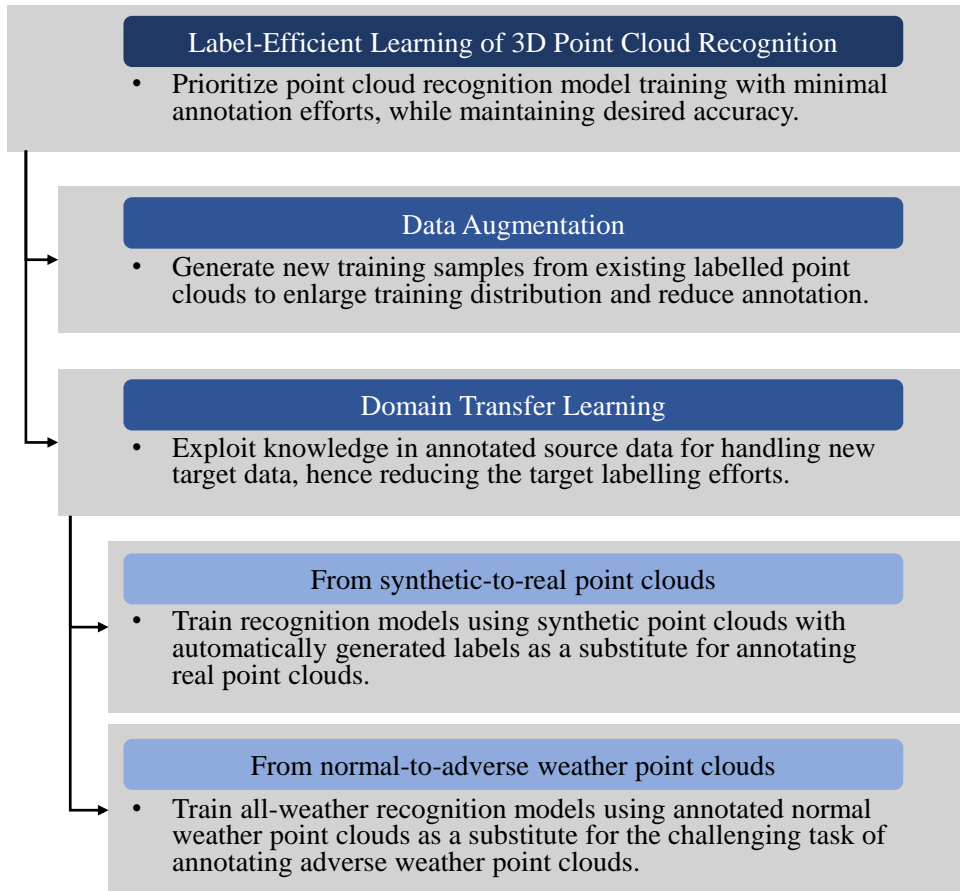 Label-Efficient Learning of 3D Point Cloud Recognition
• Prioritize point cloud recognition model training with minimal
annotation efforts, while maintaining desired accuracy.
Data Augmentation
• Generate new training samples from existing labelled point
clouds to enlarge training distribution and reduce annotation.
Domain Transfer Learning
• Exploit knowledge in annotated source data for handling new
target data, hence reducing the target labelling efforts.
From synthetic-to-real point clouds
• Train recognition models using synthetic point clouds with
automatically generated labels as a substitute for annotating
real point clouds.
From normal-to-adverse weather point clouds
• Train all-weather recognition models using annotated normal
weather point clouds as a substitute for the challenging task of
annotating adverse weather point clouds.